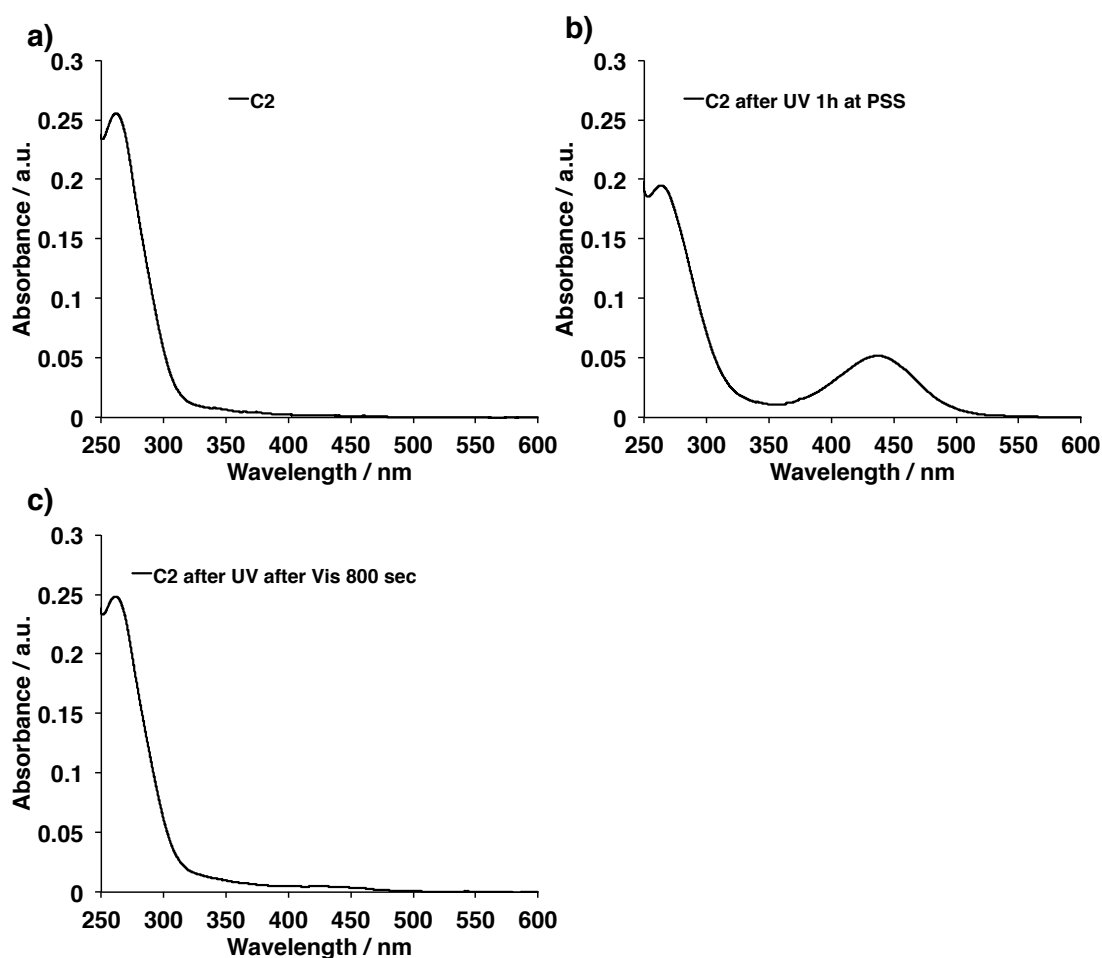 a)
0.3
0.25
0.2
0.15
0.1
0.05
0
Absorbance / a.u.
C2
250 300 350 400 450 500 550 600
Wavelength / nm
b)
0.3
0.25
0.2
0.15
0.1
0.05
0
Absorbance / a.u.
C2 after UV 1h at PSS
250 300 350 400 450 500 550 600
Wavelength / nm
c)
0.3
0.25
0.2
0.15
0.1
0.05
0
Absorbance / a.u.
C2 after UV after Vis 800 sec
250 300 350 400 450 500 550 600
Wavelength / nm